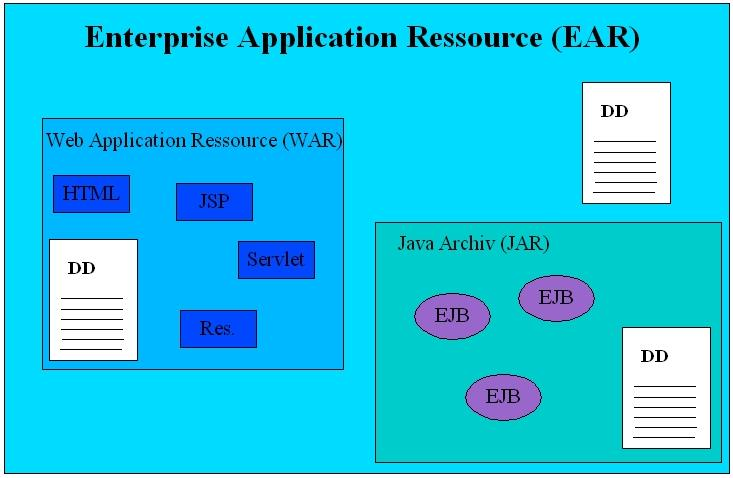 Enterprise Application Ressource (EAR)
DD
Web Application Ressource (WAR)
HTML
JSP
Servlet
DD
Res.
Java Archiv (JAR)
EJB
EJB
DD
EJB